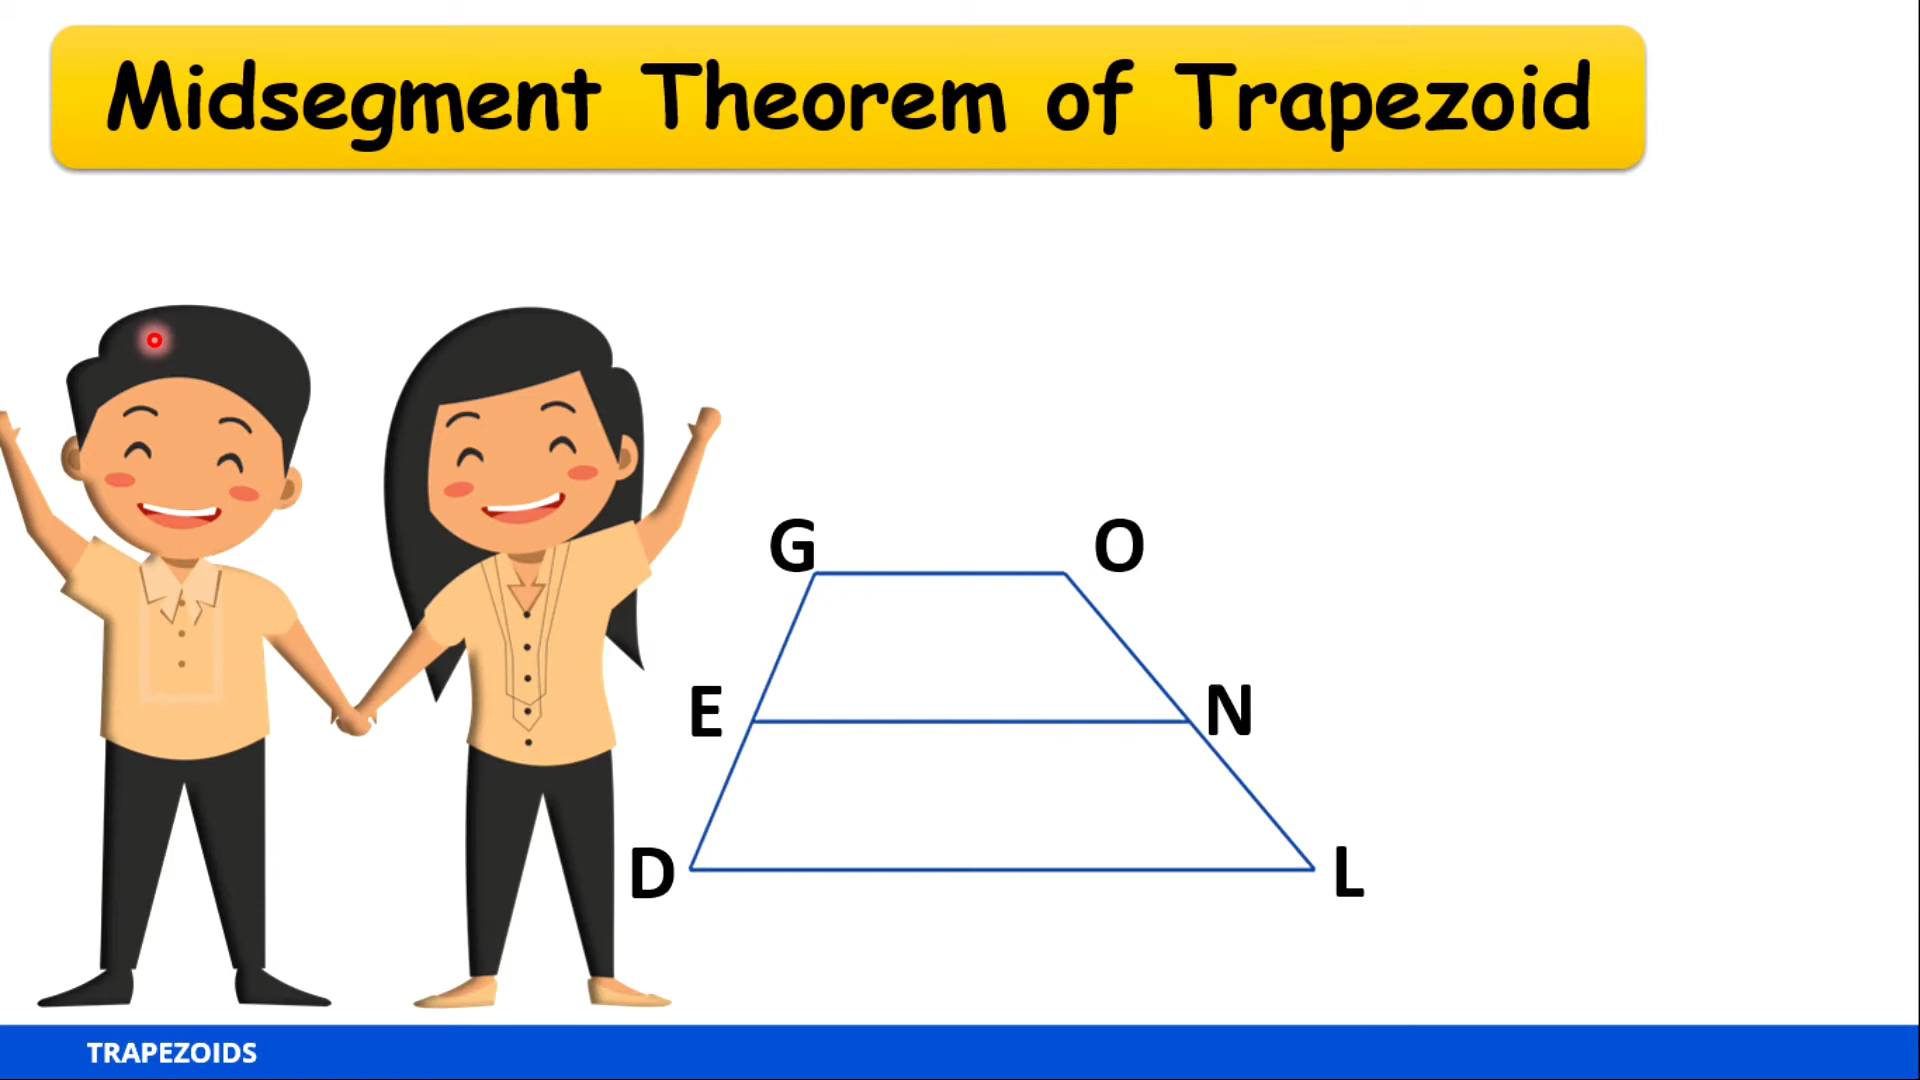 Midsegment Theorem of Trapezoid
G O
E N
D L
TRAPEZOIDS